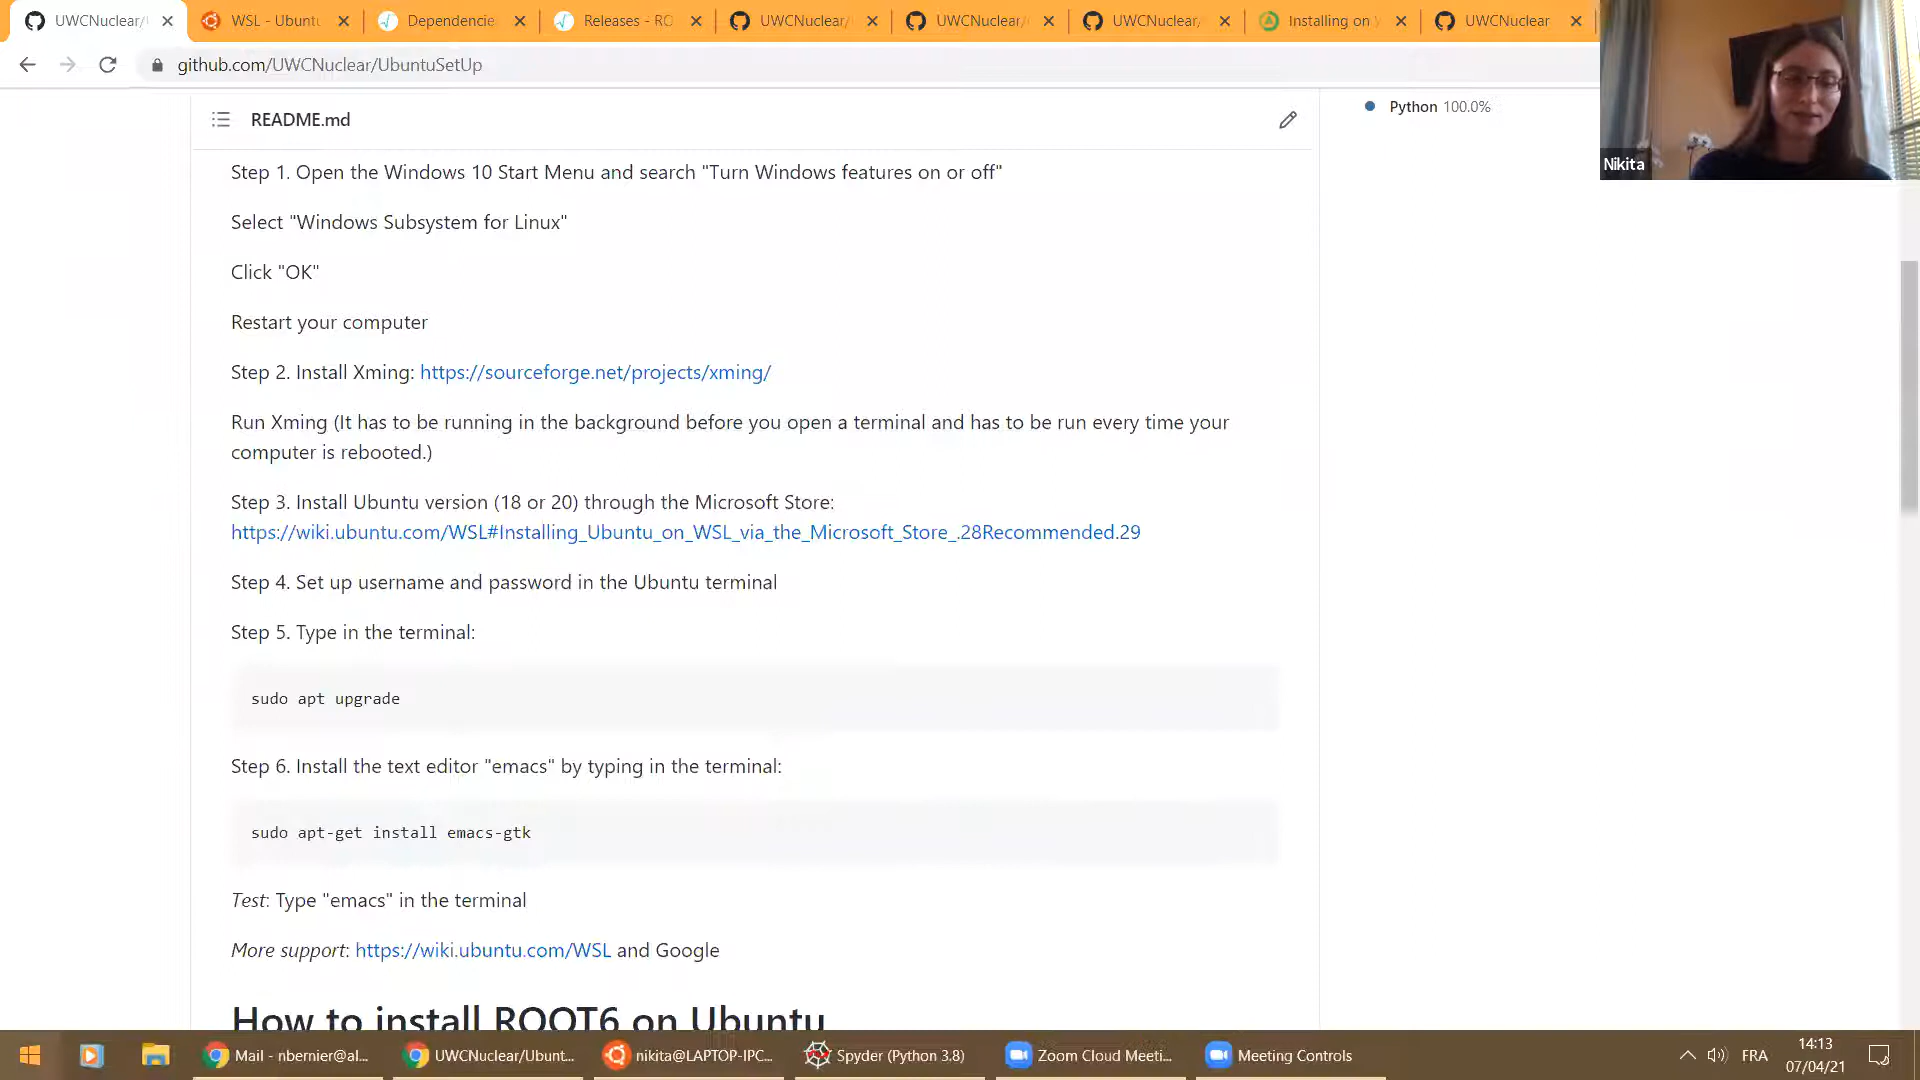 UWCNuclear/
WSL - Ubuntu
Dependencie
Releases - RO
UWCNuclear/
UWCNuclear/
UWCNuclear/
Installing on
UWCNuclear
github.com/UWCNuclear/UbuntuSetUp
README.md
Python 100.0%
Nikita
Step 1. Open the Windows 10 Start Menu and search "Turn Windows features on or off"
Select "Windows Subsystem for Linux"
Click "OK"
Restart your computer
Step 2. Install Xming: https://sourceforge.net/projects/xming/
Run Xming (It has to be running in the background before you open a terminal and has to be run every time your
computer is rebooted.)
Step 3. Install Ubuntu version (18 or 20) through the Microsoft Store:
https://wiki.ubuntu.com/WSL#Installing_Ubuntu_on_WSL_via_the_Microsoft_Store_.28Recommended.29
Step 4. Set up username and password in the Ubuntu terminal
Step 5. Type in the terminal:
sudo apt upgrade
Step 6. Install the text editor "emacs" by typing in the terminal:
sudo apt-get install emacs-gtk
Test: Type "emacs" in the terminal
More support: https://wiki.ubuntu.com/WSL and Google
How to install ROOT6 on Ubuntu
Mail - nbernier@al...
UWCNuclear/Ubunt...
nikita@LAPTOP-IPC...
Spyder (Python 3.8)
Zoom Cloud Meeti...
Meeting Controls
FRA
14:13
07/04/21